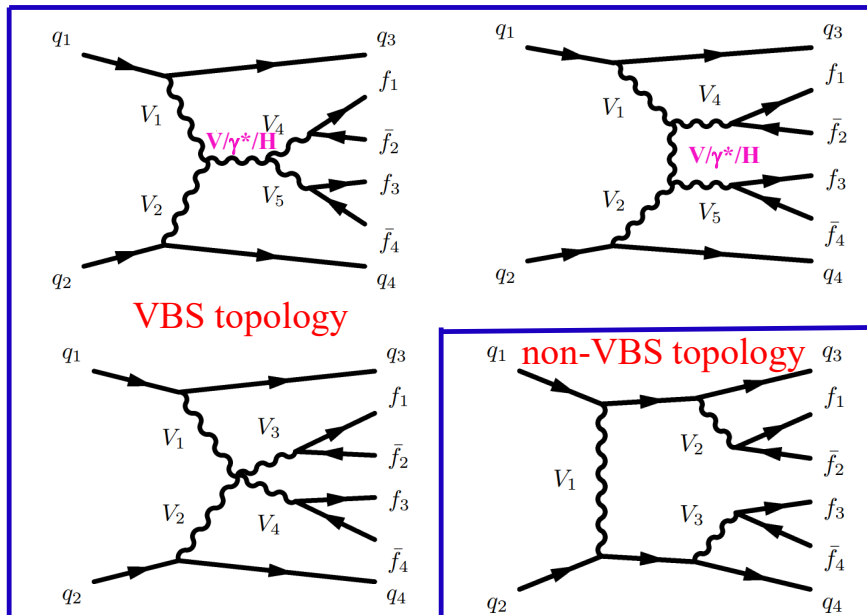 q₁
q₃
V₁
V₄
f₁
V/γ*/H
f̄₂
V₂
V₅
f₃
f̄₄
q₂
q₄
q₁
q₃
V₁
V₄
f₁
f̄₂
V/γ*/H
V₂
V₅
f₃
f̄₄
q₂
q₄
VBS topology
q₁
q₃
V₁
V₃
f₁
f̄₂
V₂
V₄
f₃
f̄₄
q₂
q₄
non-VBS topology
q₁
q₃
f₁
V₂
f̄₂
V₁
V₃
f₃
f̄₄
q₂
q₄